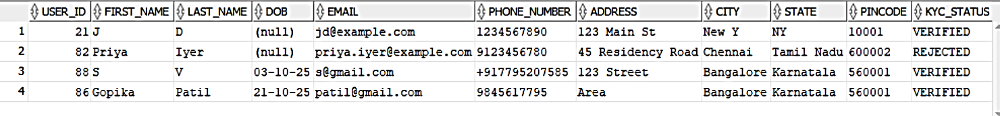 USER_ID FIRST_NAME LAST_NAME DOB EMAIL PHONE_NUMBER ADDRESS CITY STATE PINCODE KYC_STATUS
1 21 J D (null) jd@example.com 1234567890 123 Main St New Y NY 10001 VERIFIED
2 82 Priya Iyer (null) priya.iyer@example.com 9123456780 45 Residency Road Chennai Tamil Nadu 600002 REJECTED
3 88 S V 03-10-25 s@gmail.com +917795207585 123 Street Bangalore Karnatala 560001 VERIFIED
4 86 Gopika Patil 21-10-25 patil@gmail.com 9845617795 Area Bangalore Karnatala 560001 VERIFIED